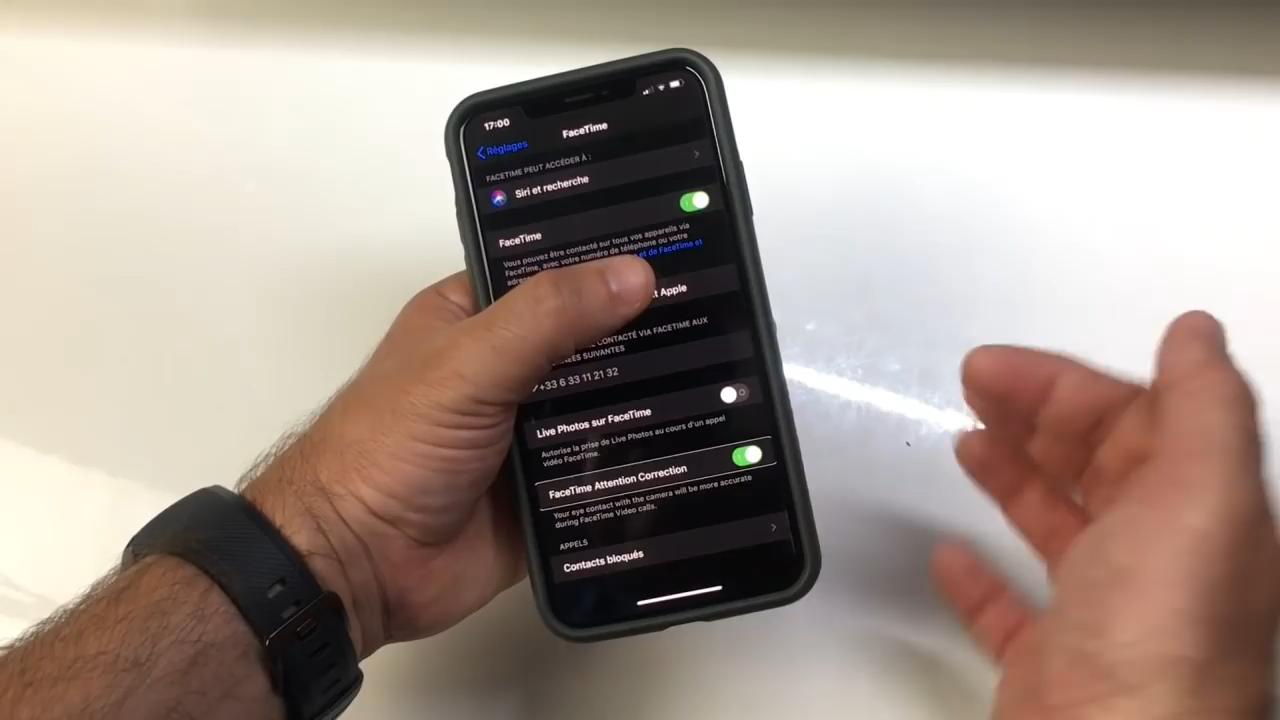 17:00
FaceTime
Réglages
FACETIME PEUT ACCÉDER À :
Siri et recherche
FaceTime
Vous pouvez être contacté sur tous vos appareils via
FaceTime, avec votre numéro de téléphone ou votre
et de FaceTime et
Apple
CONTACTÉ VIA FACETIME AUX
SUIVANTES
+33 6 33 11 21 32
Live Photos sur FaceTime
Autorise la prise de Live Photos au cours d'un appel
vidéo FaceTime.
FaceTime Attention Correction
Your eye contact with the camera will be more accurate
during FaceTime Video calls.
APPELS
Contacts bloqués